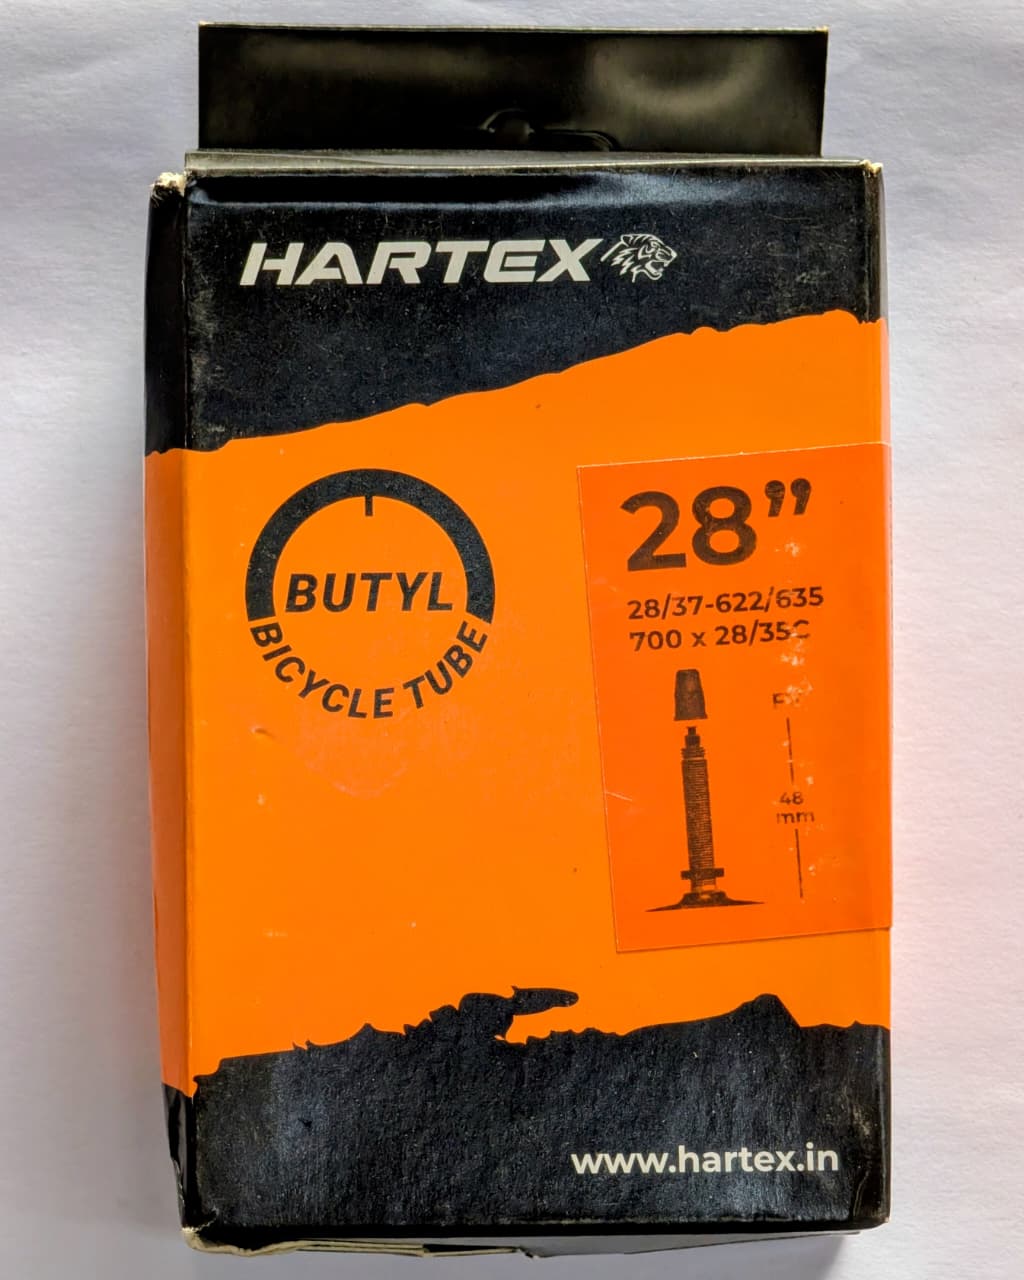 HARTEX
BUTYL
BICYCLE TUBE
28”
28/37-622/635
700 x 28/35C
48
mm
www.hartex.in